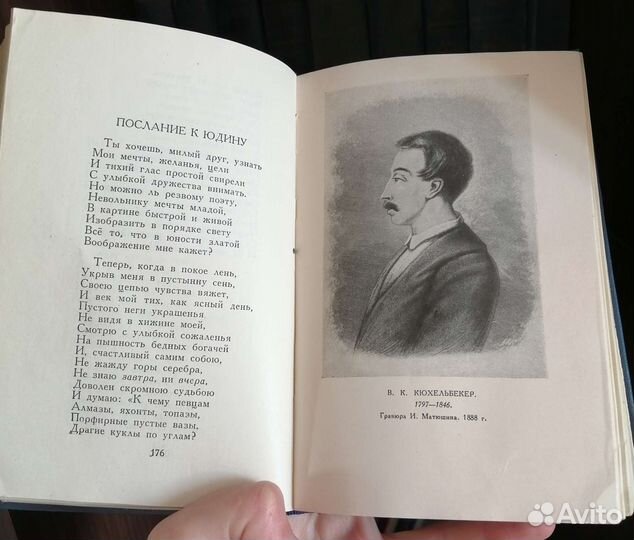 ПОСЛАНИЕ К ЮДИНУ
Ты хочешь, милый друг, узнать
Мои мечты, желанья, цели
И тихий глас простой свирели
С улыбкой дружества внимать.
Но можно ль резвому поэту,
Невольнику мечты младой,
В картине быстрой и живой
Изобразить в порядке свету
Всё то, что в юности златой
Воображение мне кажет?
Теперь, когда в покое лень,
Укрыв меня в пустынну сень,
Своею цепью чувства вяжет,
И век мой тих, как ясный день,
Пустого неги украшенья
Не видя в хижине моей,
Смотрю с улыбкой сожаленья
На пышность бедных богачей
И, счастливый самим собою,
Не жажду горы серебра,
Не знаю завтра, ни вчера,
Доволен скромною судьбою
И думаю: «К чему певцам
Алмазы, яхонты, топазы,
Порфирные пустые вазы,
Драгие куклы по углам?
176
В. К. КЮХЕЛЬБЕКЕР.
1797—1846.
Гравюра И. Матюшина. 1888 г.
Avito